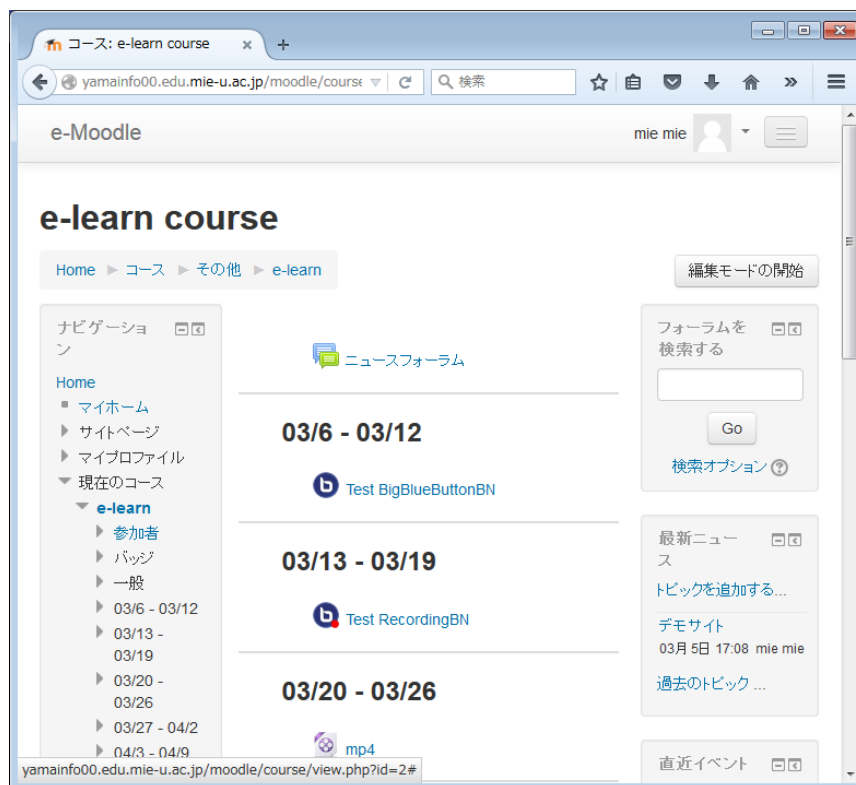 コース: e-learn course
yamainfo00.edu.mie-u.ac.jp/moodle/course
検索
e-Moodle
mie mie
e-learn course
Home
コース
その他
e-learn
編集モードの開始
ナビゲーショ
ン
Home
マイホーム
サイトページ
マイプロファイル
現在のコース
e-learn
参加者
バッジ
一般
03/6 - 03/12
03/13 -
03/19
03/20 -
03/26
03/27 - 04/2
04/3 - 04/9
ニュースフォーラム
03/6 - 03/12
Test BigBlueButtonBN
03/13 - 03/19
Test RecordingBN
03/20 - 03/26
mp4
フォーラムを
検索する
Go
検索オプション
最新ニュー
ス
トピックを追加する...
デモサイト
03月 5日 17:08 mie mie
過去のトピック ...
直近イベント
yamainfo00.edu.mie-u.ac.jp/moodle/course/view.php?id=2#